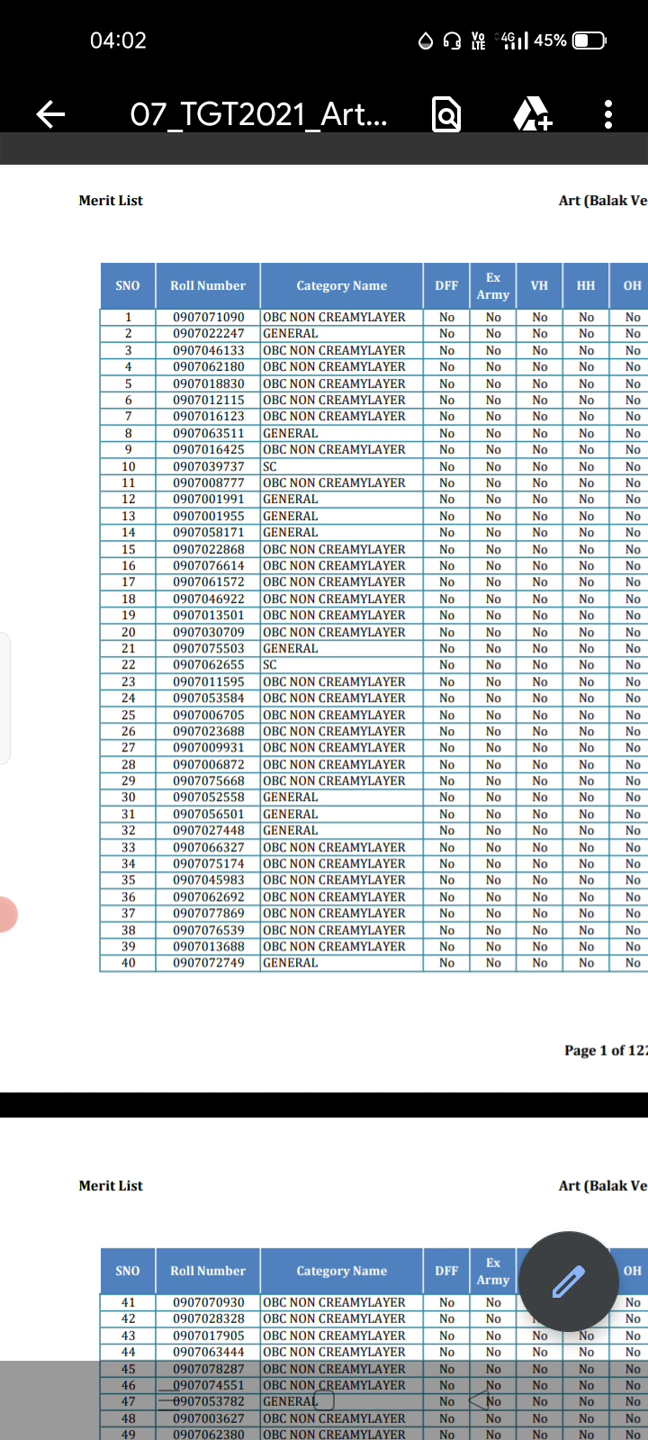 04:02 VoLTE 4G 45%
07_TGT2021_Art...
Merit List Art (Balak Ve
SNO Roll Number Category Name DFF Ex Army VH HH OH
1 0907071090 OBC NON CREAMYLAYER No No No No No
2 0907022247 GENERAL No No No No No
3 0907046133 OBC NON CREAMYLAYER No No No No No
4 0907062180 OBC NON CREAMYLAYER No No No No No
5 0907018830 OBC NON CREAMYLAYER No No No No No
6 0907012115 OBC NON CREAMYLAYER No No No No No
7 0907016123 OBC NON CREAMYLAYER No No No No No
8 0907063511 GENERAL No No No No No
9 0907016425 OBC NON CREAMYLAYER No No No No No
10 0907039737 SC No No No No No
11 0907008777 OBC NON CREAMYLAYER No No No No No
12 0907001991 GENERAL No No No No No
13 0907001955 GENERAL No No No No No
14 0907058171 GENERAL No No No No No
15 0907022868 OBC NON CREAMYLAYER No No No No No
16 0907076614 OBC NON CREAMYLAYER No No No No No
17 0907061572 OBC NON CREAMYLAYER No No No No No
18 0907046922 OBC NON CREAMYLAYER No No No No No
19 0907013501 OBC NON CREAMYLAYER No No No No No
20 0907030709 OBC NON CREAMYLAYER No No No No No
21 0907075503 GENERAL No No No No No
22 0907062655 SC No No No No No
23 0907011595 OBC NON CREAMYLAYER No No No No No
24 0907053584 OBC NON CREAMYLAYER No No No No No
25 0907006705 OBC NON CREAMYLAYER No No No No No
26 0907023688 OBC NON CREAMYLAYER No No No No No
27 0907009931 OBC NON CREAMYLAYER No No No No No
28 0907006872 OBC NON CREAMYLAYER No No No No No
29 0907075668 OBC NON CREAMYLAYER No No No No No
30 0907052558 GENERAL No No No No No
31 0907056501 GENERAL No No No No No
32 0907027448 GENERAL No No No No No
33 0907066327 OBC NON CREAMYLAYER No No No No No
34 0907075174 OBC NON CREAMYLAYER No No No No No
35 0907045983 OBC NON CREAMYLAYER No No No No No
36 0907062692 OBC NON CREAMYLAYER No No No No No
37 0907077869 OBC NON CREAMYLAYER No No No No No
38 0907076539 OBC NON CREAMYLAYER No No No No No
39 0907013688 OBC NON CREAMYLAYER No No No No No
40 0907072749 GENERAL No No No No No
Page 1 of 122
Merit List Art (Balak Ve
SNO Roll Number Category Name DFF Ex Army OH
41 0907070930 OBC NON CREAMYLAYER No No No
42 0907028328 OBC NON CREAMYLAYER No No No
43 0907017905 OBC NON CREAMYLAYER No No No No No
44 0907063444 OBC NON CREAMYLAYER No No No No No
45 0907078287 OBC NON CREAMYLAYER No No No No No
46 0907074551 OBC NON CREAMYLAYER No No No No No
47 0907053782 GENERAL No No No No No
48 0907003627 OBC NON CREAMYLAYER No No No No No
49 0907062380 OBC NON CREAMYLAYER No No No No No